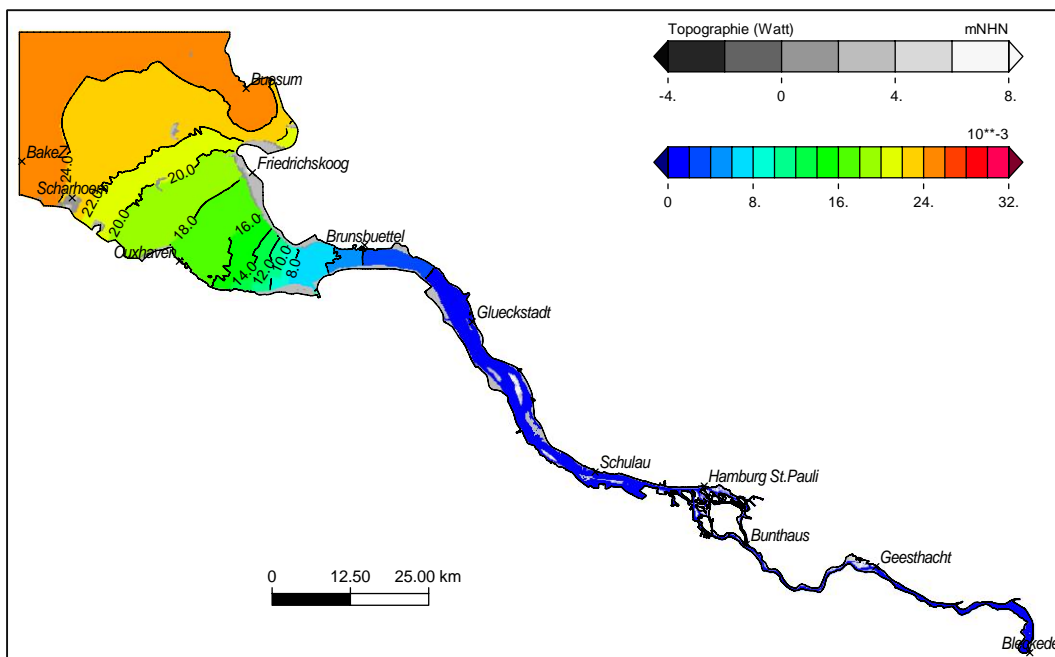 Topographie (Watt) mNHN
-4. 0 4. 8.
10**-3
0 8. 16. 24. 32.
Buesum
BakeZ
24.0
Friedrichskoog
20.0
Scharhoern
22.0
20.0
18.0
16.0
Cuxhaven
14.0
12.0
10.0
8.0
Brunsbuettel
Glueckstadt
Schulau
Hamburg St.Pauli
Bunthaus
Geesthacht
Bleckede
0 12.50 25.00 km